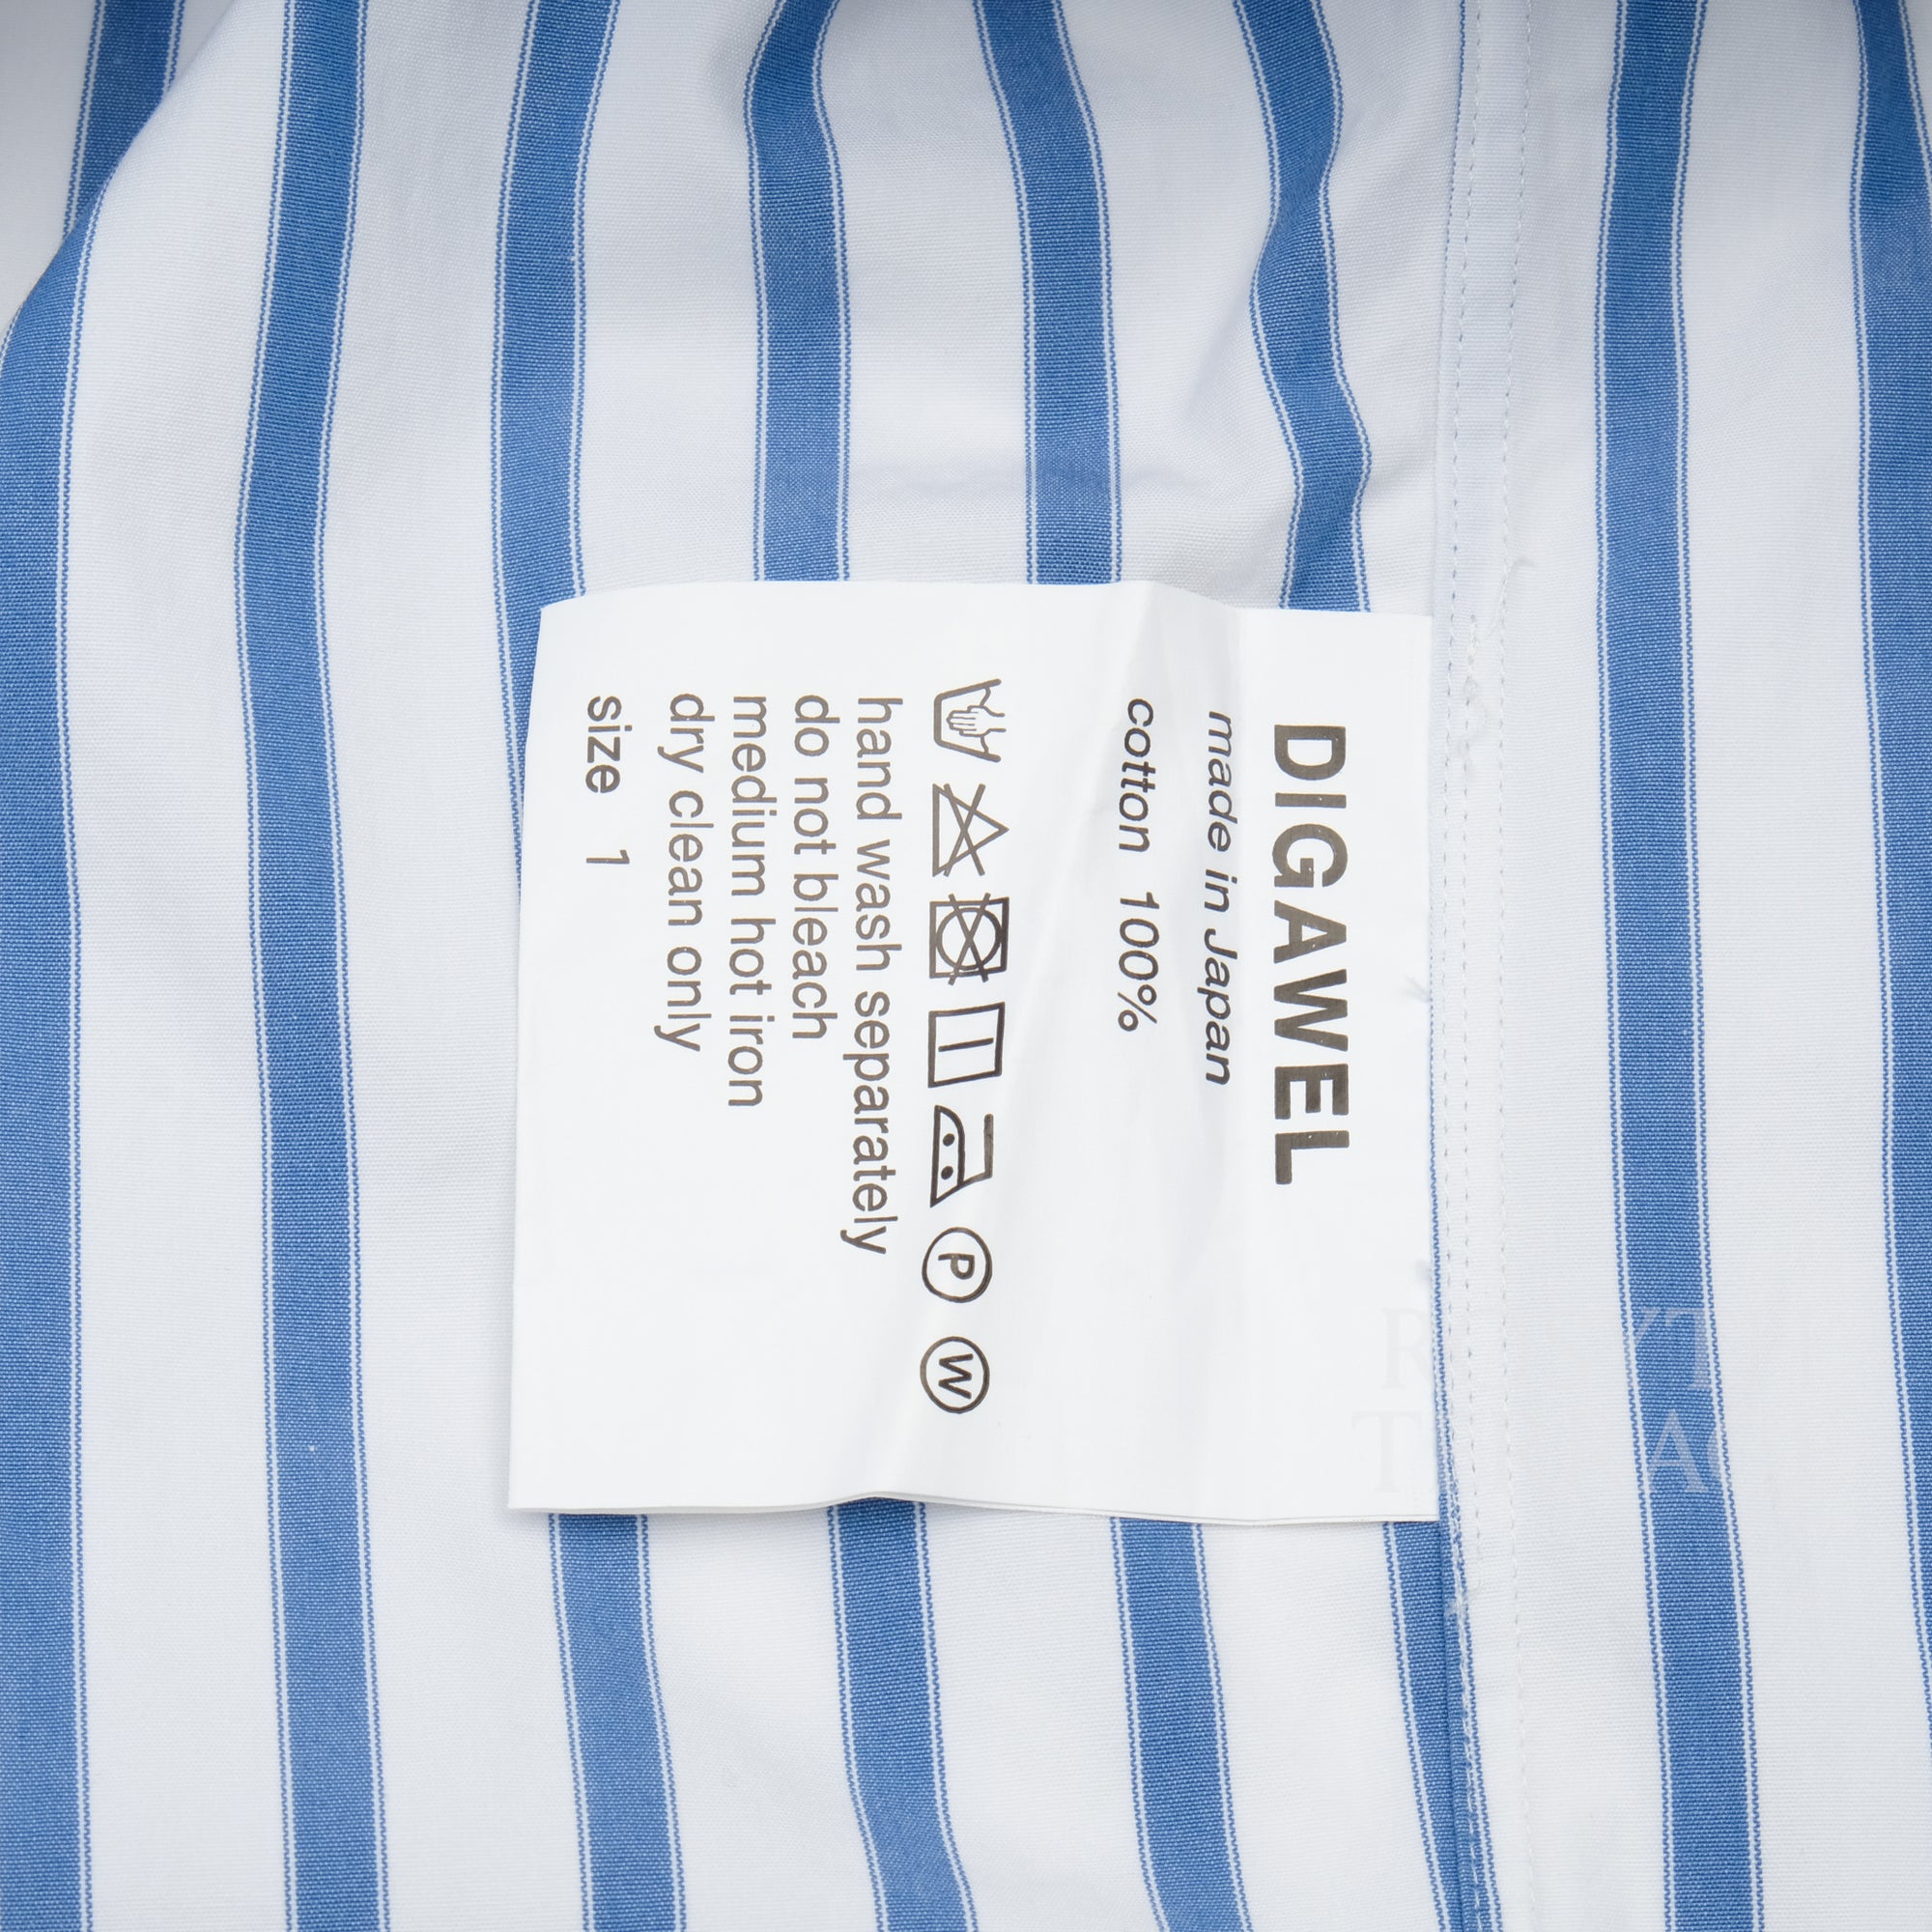 DIGAWEL
made in Japan
cotton 100%
P W
hand wash separately
do not bleach
medium hot iron
dry clean only
size 1